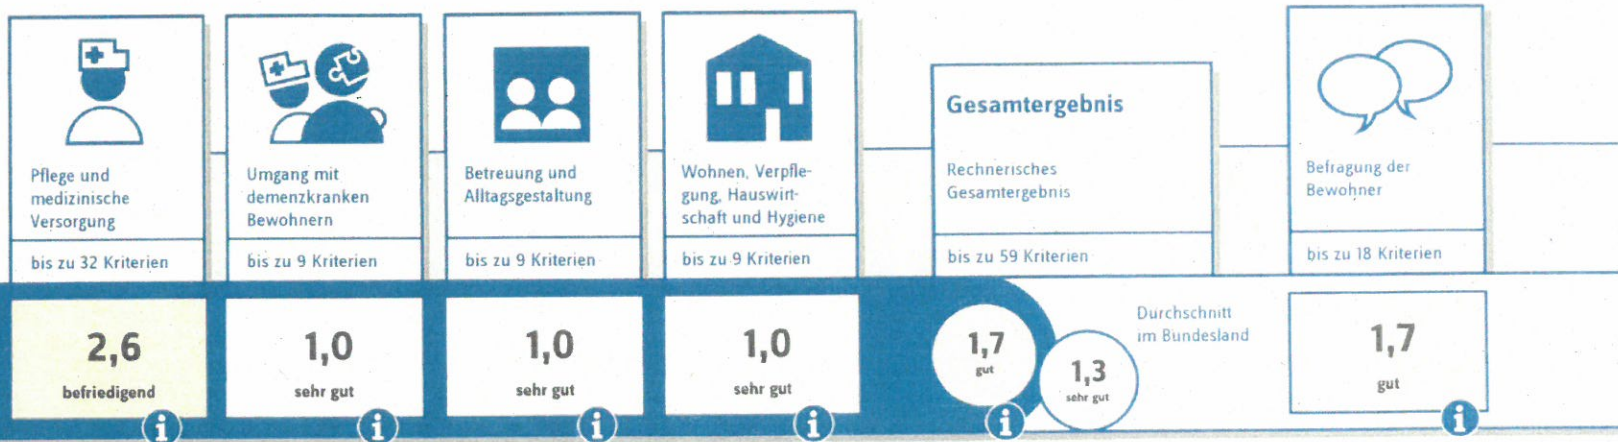 Pflege und
medizinische
Versorgung
bis zu 32 Kriterien
2,6
befriedigend
Umgang mit
demenzkranken
Bewohnern
bis zu 9 Kriterien
1,0
sehr gut
Betreuung und
Alltagsgestaltung
bis zu 9 Kriterien
1,0
sehr gut
Wohnen, Verpfle-
gung, Hauswirt-
schaft und Hygiene
bis zu 9 Kriterien
1,0
sehr gut
Gesamtergebnis
Rechnerisches
Gesamtergebnis
bis zu 59 Kriterien
1,7
gut
Durchschnitt
im Bundesland
1,3
sehr gut
Befragung der
Bewohner
bis zu 18 Kriterien
1,7
gut